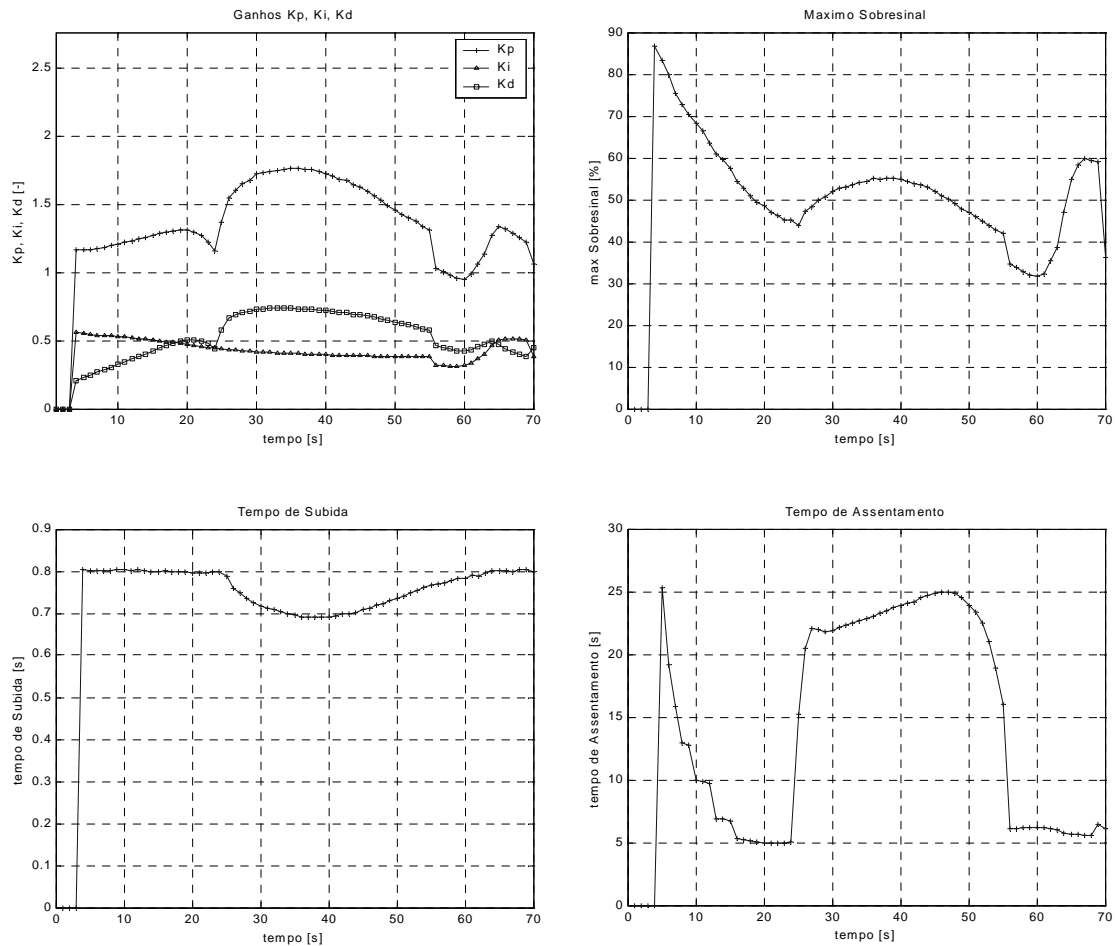 Ganhos Kp, Ki, Kd
Kp
Ki
Kd
2.5
2
1.5
1
0.5
0
Kp, Ki, Kd [-]
10 20 30 40 50 60 70
tempo [s]
Maximo Sobresinal
90
80
70
60
50
40
30
20
10
0
max Sobresinal [%]
0 10 20 30 40 50 60 70
tempo [s]
Tempo de Subida
0.9
0.8
0.7
0.6
0.5
0.4
0.3
0.2
0.1
0
tempo de Subida [s]
0 10 20 30 40 50 60 70
tempo [s]
Tempo de Assentamento
30
25
20
15
10
5
0
tempo de Assentamento [s]
0 10 20 30 40 50 60 70
tempo [s]